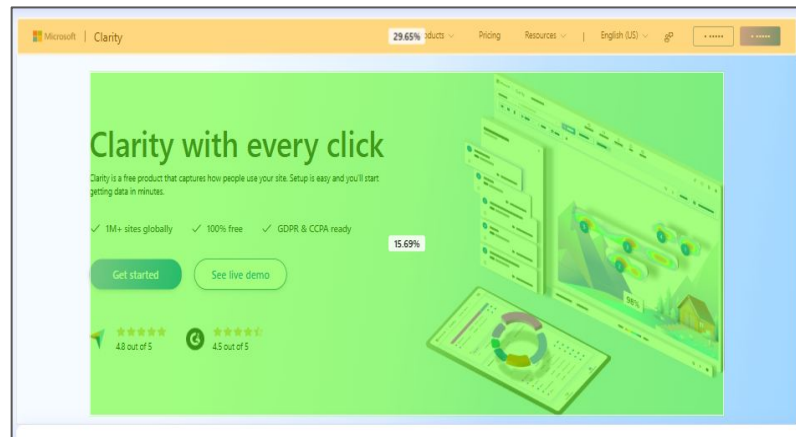 Microsoft | Clarity 29.65% oducts Pricing Resources | English (US)
Clarity with every click
Clarity is a free product that captures how people use your site. Setup is easy and you'll start
getting data in minutes.
✓ 1M+ sites globally ✓ 100% free ✓ GDPR & CCPA ready
15.69%
Get started See live demo
98%
4.8 out of 5 4.5 out of 5